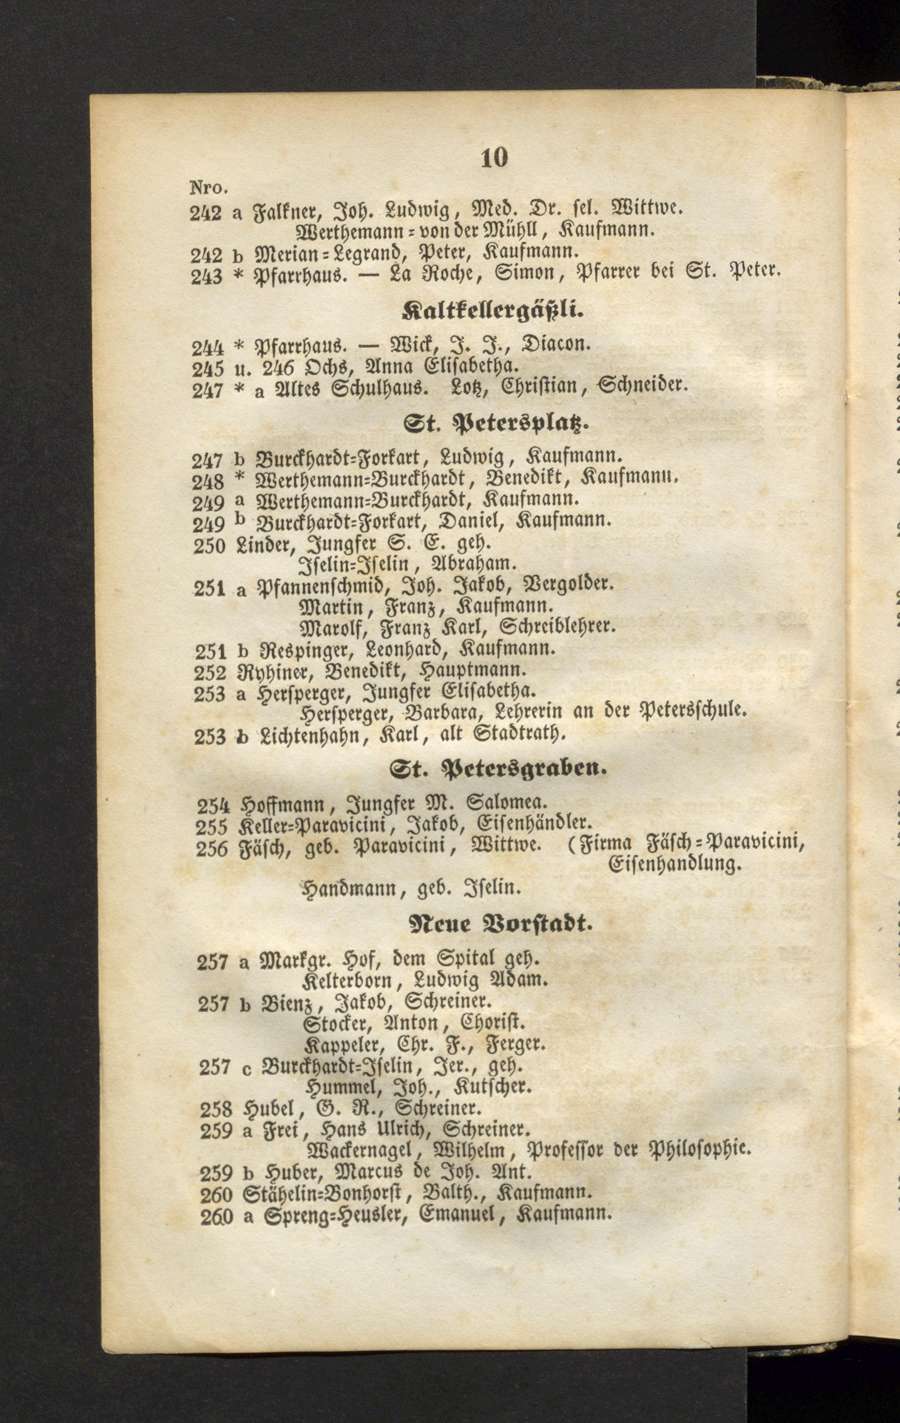 10
Nro.
242 a Falkner, Joh. Ludwig, Med. Dr. sel. Wittwe.
Werthemann=von der Mühll, Kaufmann.
242 b Merian=Legrand, Peter, Kaufmann.
243 * Pfarrhaus. — La Roche, Simon, Pfarrer bei St. Peter.
Kaltkellergäßli.
244 * Pfarrhaus. — Wick, J. J., Diacon.
245 u. 246 Ochs, Anna Elisabetha.
247 * a Altes Schulhaus. Lotz, Christian, Schneider.
St. Petersplatz.
247 b Burckhardt=Forkart, Ludwig, Kaufmann.
248 * Werthemann=Burckhardt, Benedikt, Kaufmann.
249 a Werthemann=Burckhardt, Kaufmann.
249 b Burckhardt=Forkart, Daniel, Kaufmann.
250 Linder, Jungfer S. E. geh.
Iselin=Iselin, Abraham.
251 a Pfannenschmid, Joh. Jakob, Vergolder.
Martin, Franz, Kaufmann.
Marolf, Franz Karl, Schreiblehrer.
251 b Respinger, Leonhard, Kaufmann.
252 Ryhiner, Benedikt, Hauptmann.
253 a Hersperger, Jungfer Elisabetha.
Hersperger, Barbara, Lehrerin an der Petersschule.
253 b Lichtenhahn, Karl, alt Stadtrath.
St. Petersgraben.
254 Hoffmann, Jungfer M. Salomea.
255 Keller=Paravicini, Jakob, Eisenhändler.
256 Fäsch, geb. Paravicini, Wittwe. (Firma Fäsch=Paravicini,
Eisenhandlung.
Handmann, geb. Iselin.
Neue Vorstadt.
257 a Markgr. Hof, dem Spital geh.
Kelterborn, Ludwig Adam.
257 b Bienz, Jakob, Schreiner.
Stocker, Anton, Chorist.
Kappeler, Chr. F., Ferger.
257 c Burckhardt=Iselin, Jer., geh.
Hummel, Joh., Kutscher.
258 Hubel, G. R., Schreiner.
259 a Frei, Hans Ulrich, Schreiner.
Wackernagel, Wilhelm, Professor der Philosophie.
259 b Huber, Marcus de Joh. Ant.
260 Stähelin=Bonhorst, Balth., Kaufmann.
260 a Spreng=Heusler, Emanuel, Kaufmann.